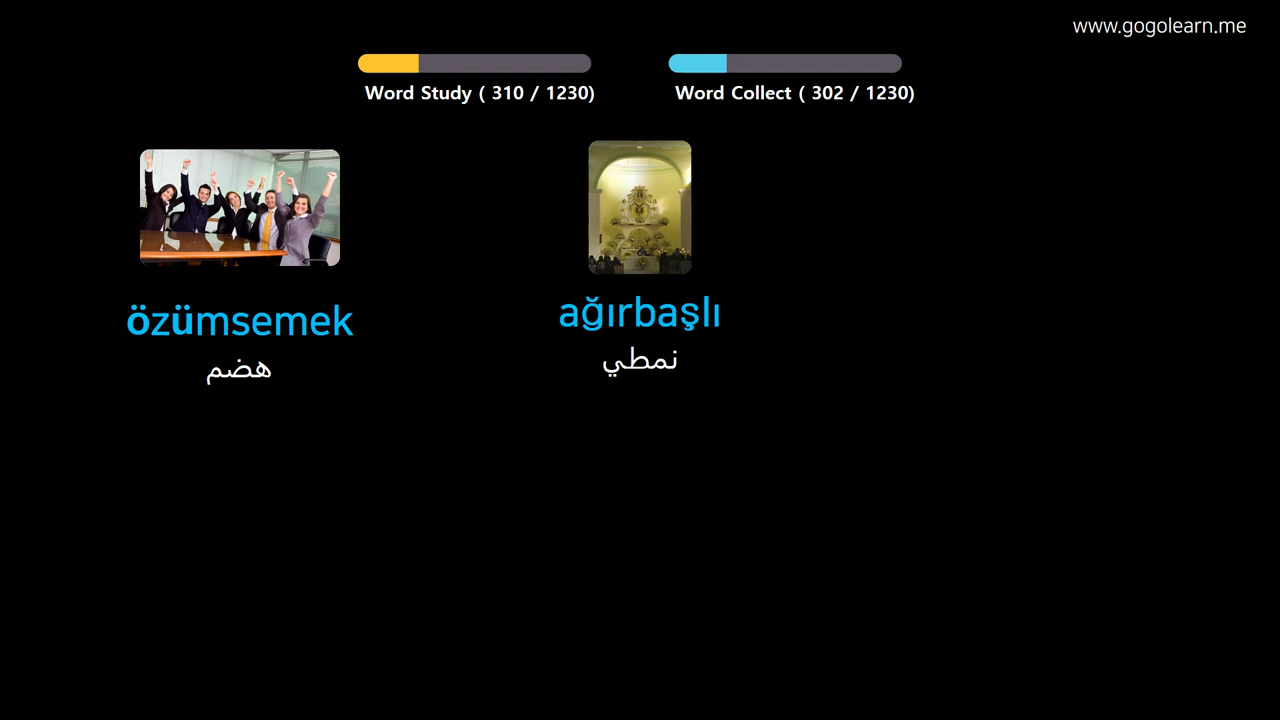 www.gogolearn.me
Word Study ( 310 / 1230)
Word Collect ( 302 / 1230)
özümsemek
هضم
ağırbaşlı
نمطي